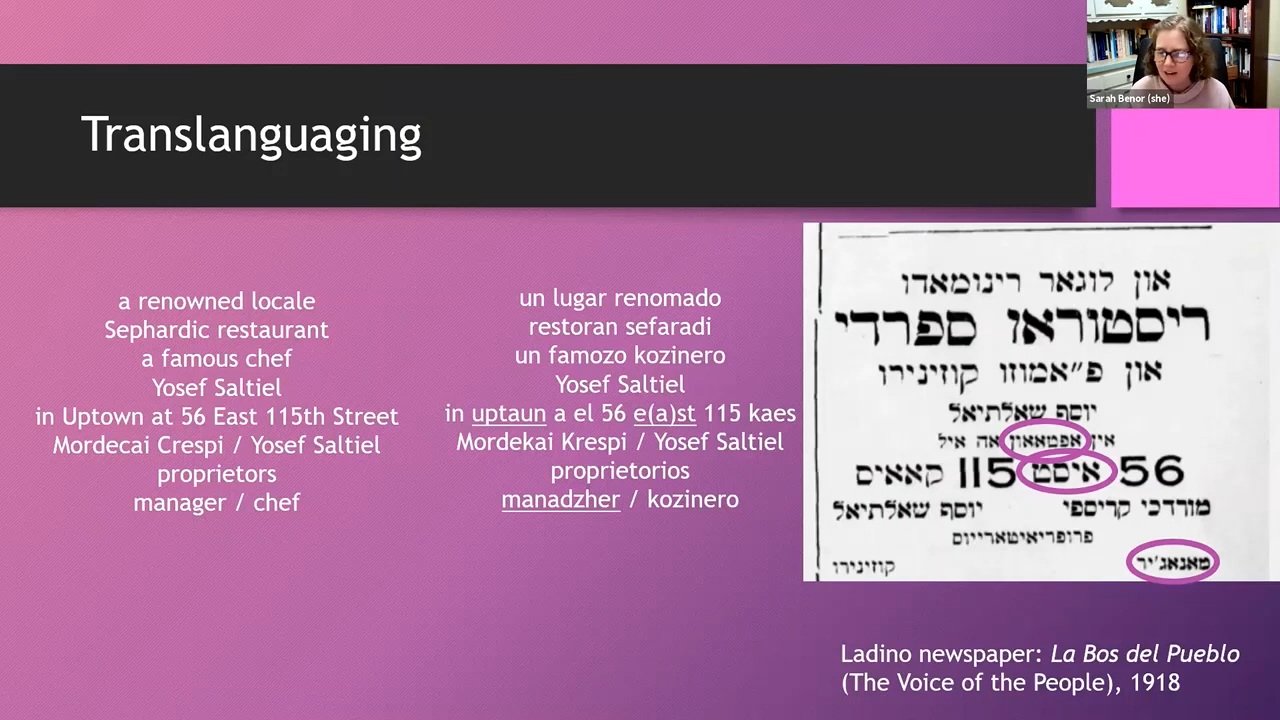 Sarah Benor (she)
Translanguaging
a renowned locale
Sephardic restaurant
a famous chef
Yosef Saltiel
in Uptown at 56 East 115th Street
Mordecai Crespi / Yosef Saltiel
proprietors
manager / chef
un lugar renomado
restoran sefaradi
un famozo kozinero
Yosef Saltiel
in uptaun a el 56 e(a)st 115 kaes
Mordekai Krespi / Yosef Saltiel
proprietorios
manadzher / kozinero
און לוגאר רינומאדו
ריסטוראן ספרדי
און פ״אמוזו קוזינירו
יוסף שאלתיאל
אין אפטאאון אה איל
56 איסט 115 קאאיס
מורדכי קריספי יוסף שאלתיאל
פרופריאיטארייוס
מאנאג׳יר קוזינירו
Ladino newspaper: La Bos del Pueblo
(The Voice of the People), 1918